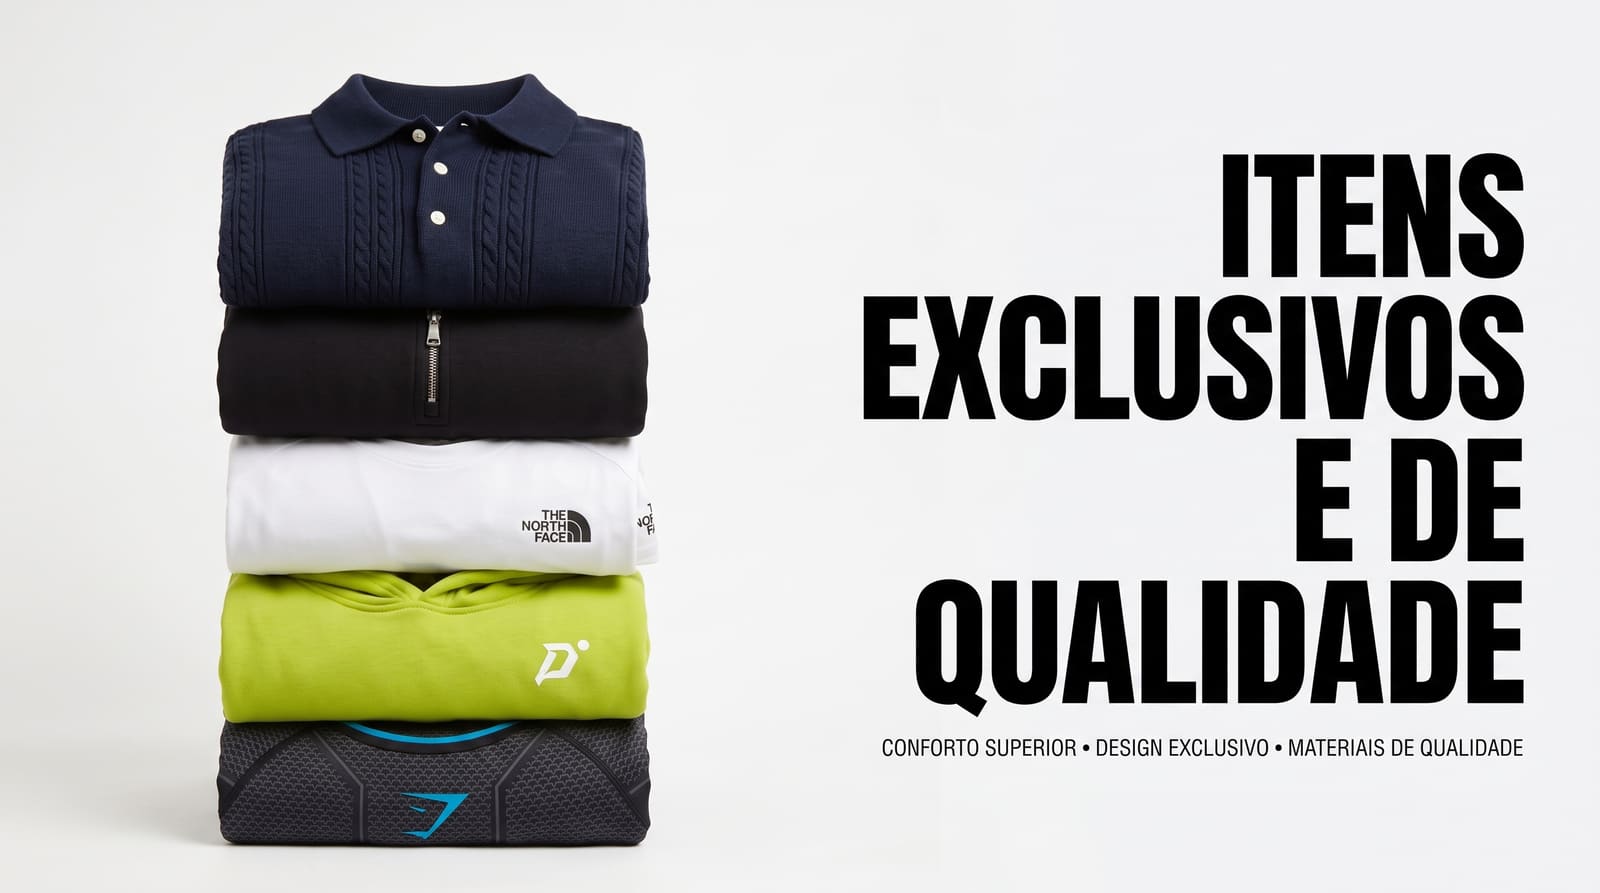 ITENS
EXCLUSIVOS
E DE
QUALIDADE
CONFORTO SUPERIOR • DESIGN EXCLUSIVO • MATERIAIS DE QUALIDADE
THE
NORTH
FACE